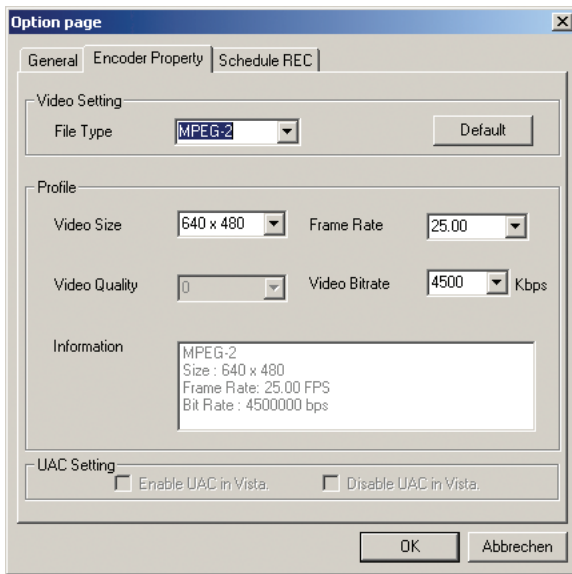 Option page
General Encoder Property Schedule REC
Video Setting
File Type MPEG-2 Default
Profile
Video Size 640 x 480 Frame Rate 25.00
Video Quality 0 Video Bitrate 4500 Kbps
Information
MPEG-2
Size : 640 x 480
Frame Rate: 25.00 FPS
Bit Rate : 4500000 bps
UAC Setting
Enable UAC in Vista. Disable UAC in Vista.
OK Abbrechen